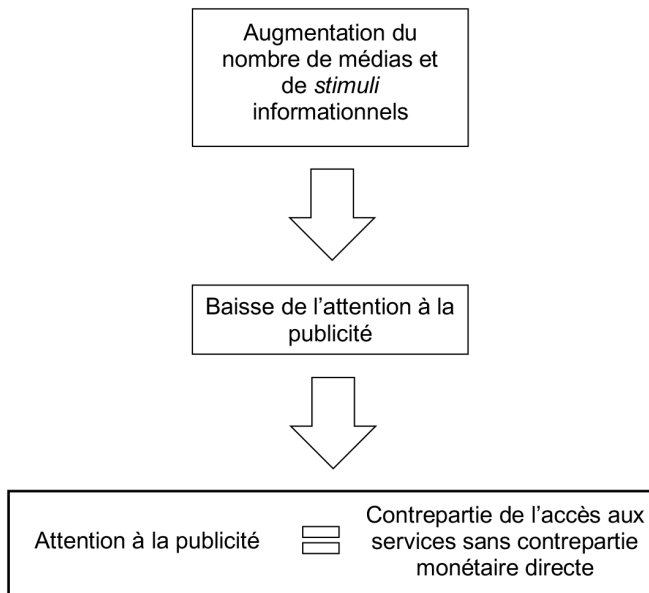 Augmentation du
nombre de médias et
de stimuli
informationnels
Baisse de l’attention à la
publicité
Attention à la publicité
Contrepartie de l’accès aux
services sans contrepartie
monétaire directe